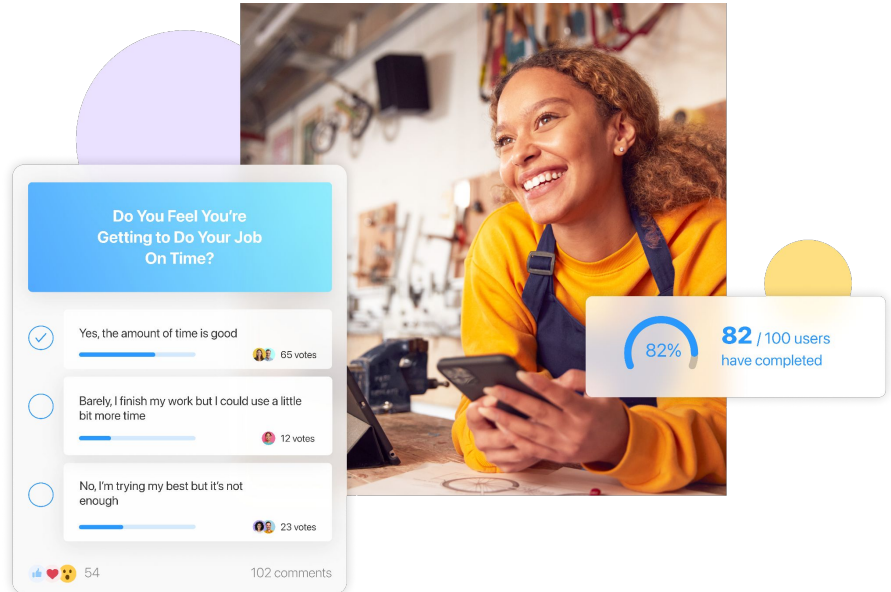 Do You Feel You're
Getting to Do Your Job
On Time?
Yes, the amount of time is good
65 votes
Barely, I finish my work but I could use a little
bit more time
12 votes
No, I'm trying my best but it's not
enough
23 votes
54
102 comments
82%
82 / 100 users
have completed